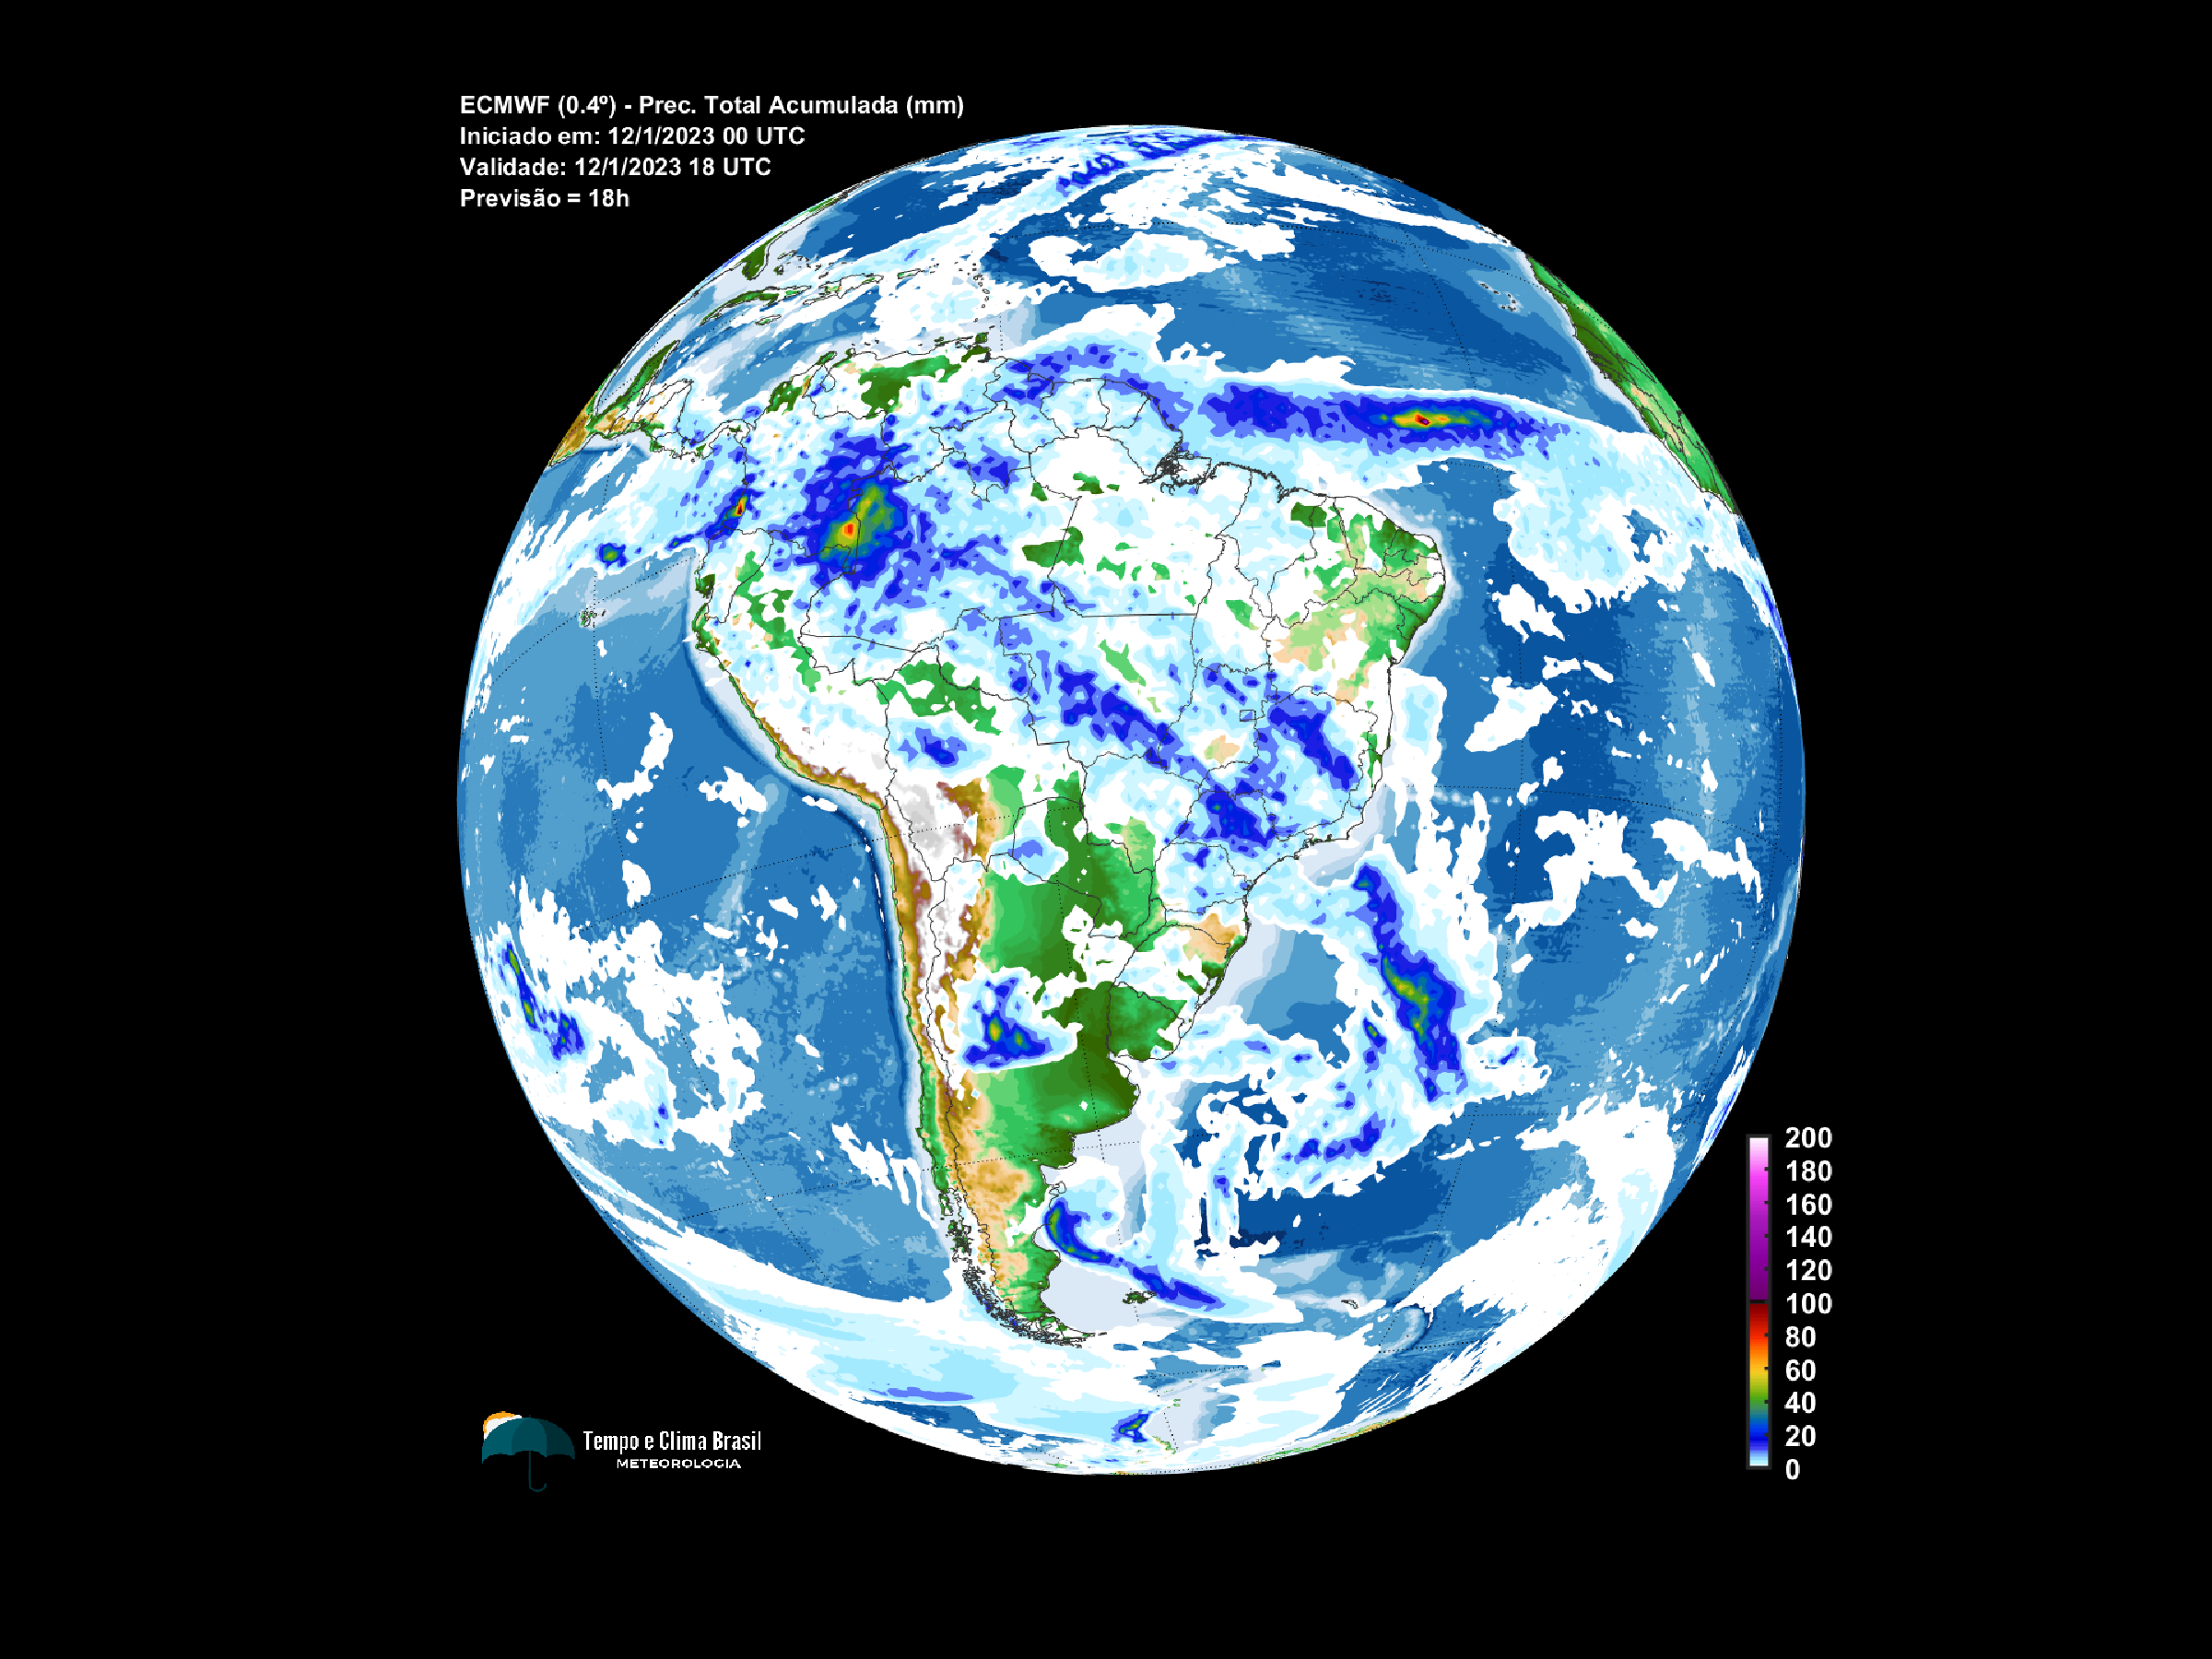 ECMWF (0.4º) - Prec. Total Acumulada (mm)
Iniciado em: 12/1/2023 00 UTC
Validade: 12/1/2023 18 UTC
Previsão = 18h
200
180
160
140
120
100
80
60
40
20
0
Tempo e Clima Brasil
METEOROLOGIA